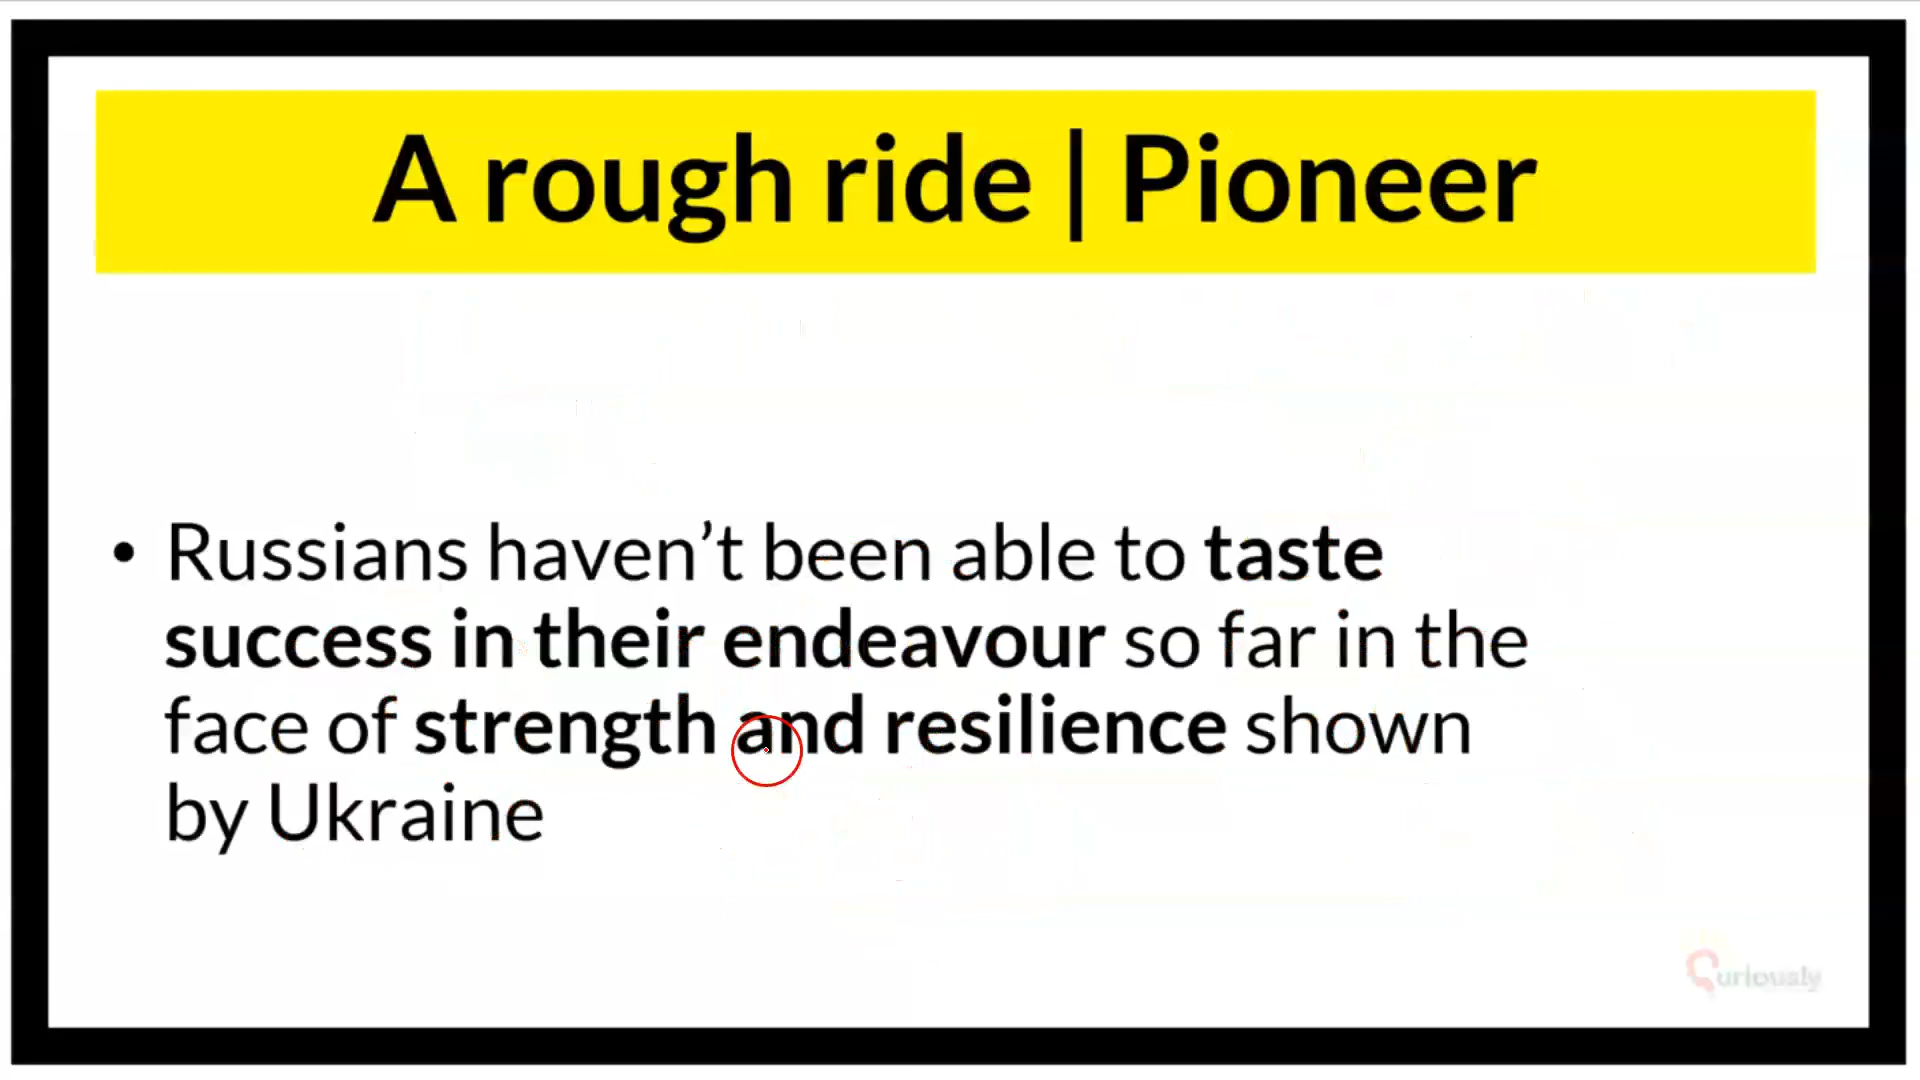 A rough ride | Pioneer
• Russians haven’t been able to taste
success in their endeavour so far in the
face of strength and resilience shown
by Ukraine
Curiously